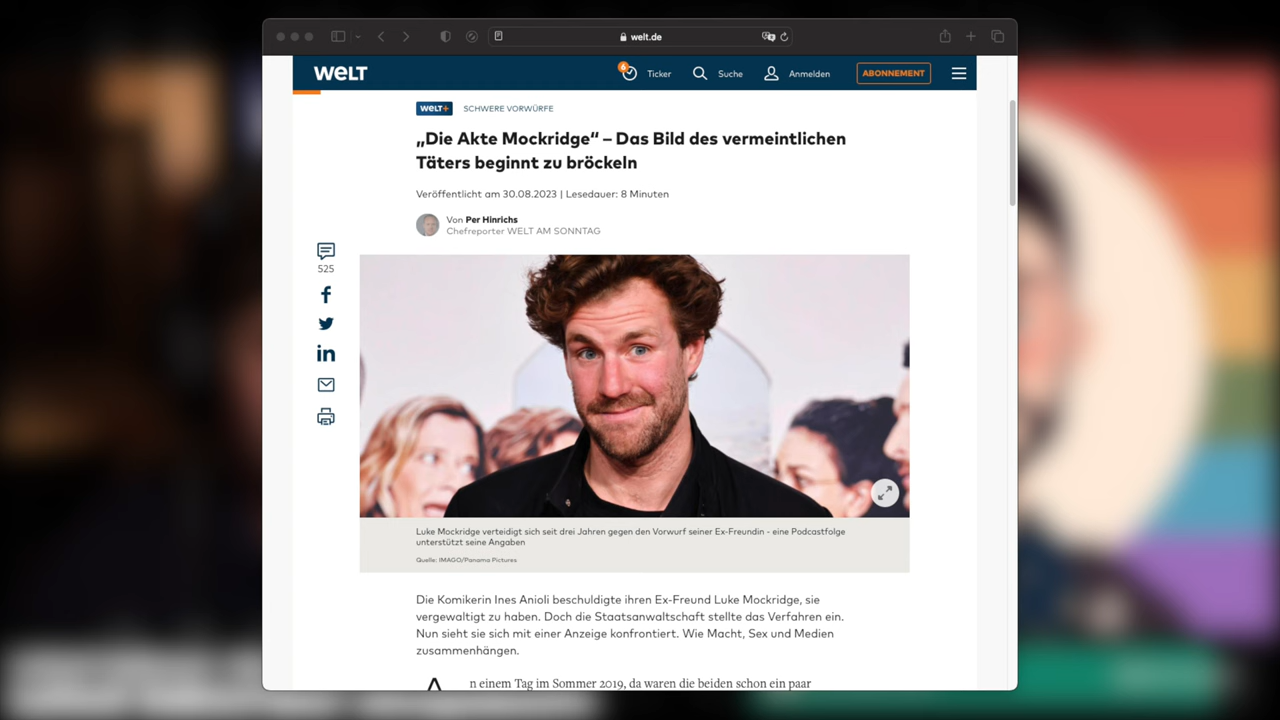 welt.de
WELT
6
Ticker
Suche
Anmelden
ABONNEMENT
WELT+ SCHWERE VORWÜRFE
„Die Akte Mockridge“ – Das Bild des vermeintlichen
Täters beginnt zu bröckeln
Veröffentlicht am 30.08.2023 | Lesedauer: 8 Minuten
Von Per Hinrichs
Chefreporter WELT AM SONNTAG
525
Luke Mockridge verteidigt sich seit drei Jahren gegen den Vorwurf seiner Ex-Freundin - eine Podcastfolge
unterstützt seine Angaben
Quelle: IMAGO/Panama Pictures
Die Komikerin Ines Anioli beschuldigte ihren Ex-Freund Luke Mockridge, sie
vergewaltigt zu haben. Doch die Staatsanwaltschaft stellte das Verfahren ein.
Nun sieht sie sich mit einer Anzeige konfrontiert. Wie Macht, Sex und Medien
zusammenhängen.
An einem Tag im Sommer 2019, da waren die beiden schon ein paar